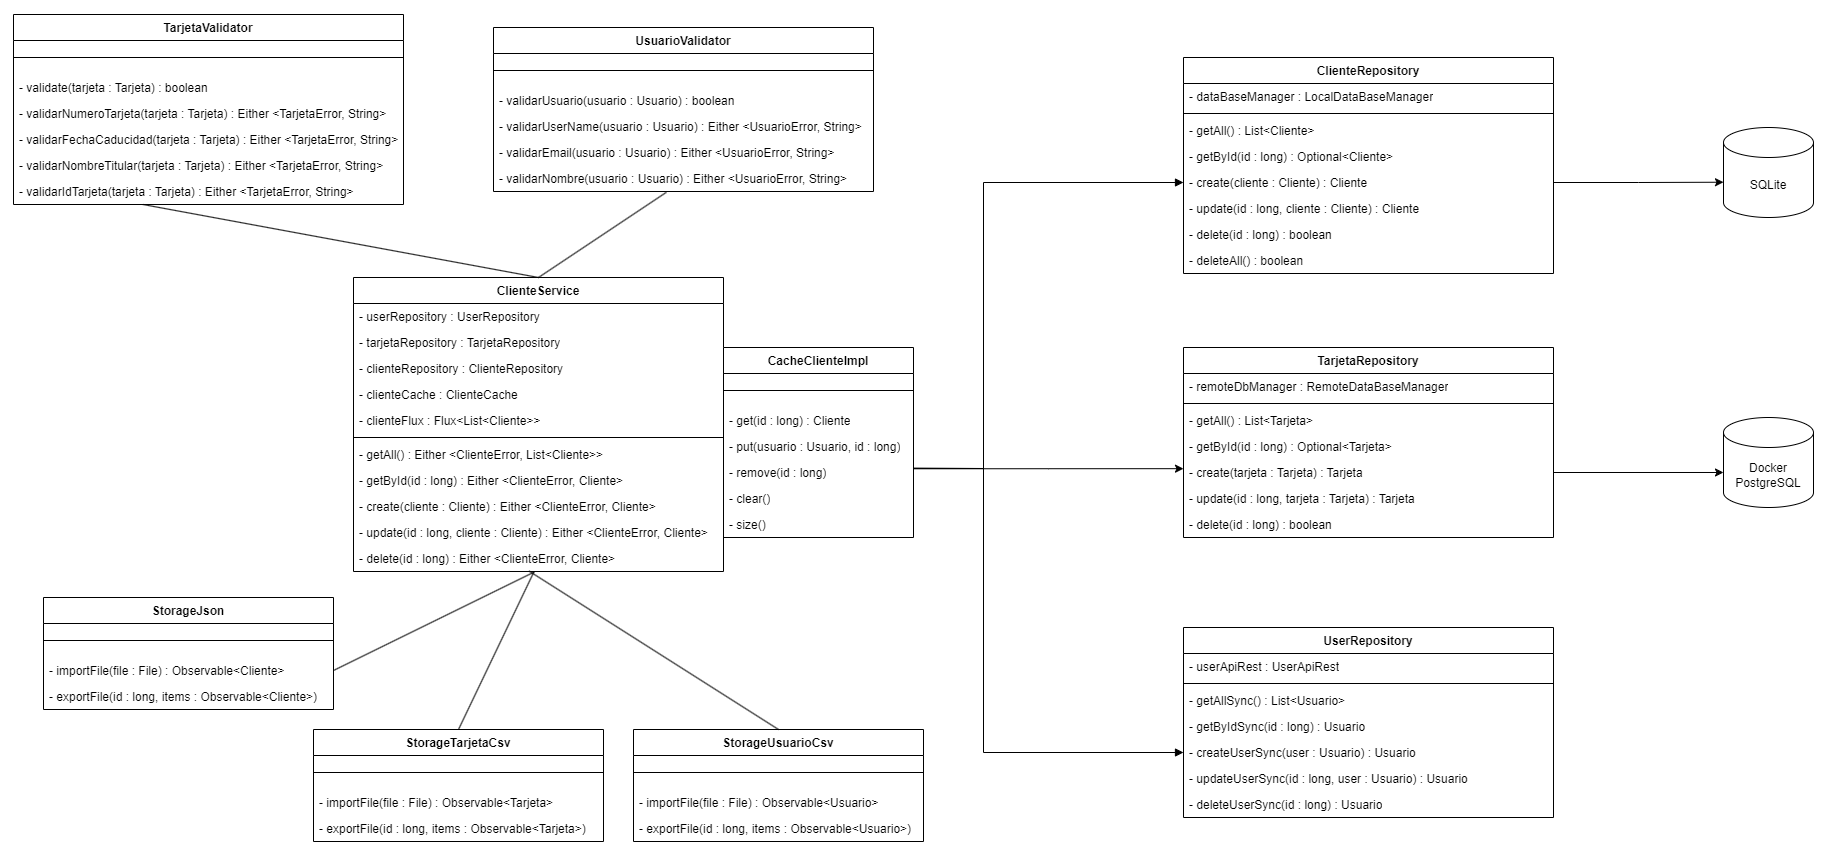 TarjetaValidator
- validate(tarjeta : Tarjeta) : boolean
- validarNumeroTarjeta(tarjeta : Tarjeta) : Either <TarjetaError, String>
- validarFechaCaducidad(tarjeta : Tarjeta) : Either <TarjetaError, String>
- validarNombreTitular(tarjeta : Tarjeta) : Either <TarjetaError, String>
- validarIdTarjeta(tarjeta : Tarjeta) : Either <TarjetaError, String>
UsuarioValidator
- validarUsuario(usuario : Usuario) : boolean
- validarUserName(usuario : Usuario) : Either <UsuarioError, String>
- validarEmail(usuario : Usuario) : Either <UsuarioError, String>
- validarNombre(usuario : Usuario) : Either <UsuarioError, String>
ClienteService
- userRepository : UserRepository
- tarjetaRepository : TarjetaRepository
- clienteRepository : ClienteRepository
- clienteCache : ClienteCache
- clienteFlux : Flux<List<Cliente>>
- getAll() : Either <ClienteError, List<Cliente>>
- getById(id : long) : Either <ClienteError, Cliente>
- create(cliente : Cliente) : Either <ClienteError, Cliente>
- update(id : long, cliente : Cliente) : Either <ClienteError, Cliente>
- delete(id : long) : Either <ClienteError, Cliente>
CacheClienteImpl
- get(id : long) : Cliente
- put(usuario : Usuario, id : long)
- remove(id : long)
- clear()
- size()
StorageJson
- importFile(file : File) : Observable<Cliente>
- exportFile(id : long, items : Observable<Cliente>)
StorageTarjetaCsv
- importFile(file : File) : Observable<Tarjeta>
- exportFile(id : long, items : Observable<Tarjeta>)
StorageUsuarioCsv
- importFile(file : File) : Observable<Usuario>
- exportFile(id : long, items : Observable<Usuario>)
ClienteRepository
- dataBaseManager : LocalDataBaseManager
- getAll() : List<Cliente>
- getById(id : long) : Optional<Cliente>
- create(cliente : Cliente) : Cliente
- update(id : long, cliente : Cliente) : Cliente
- delete(id : long) : boolean
- deleteAll() : boolean
SQLite
TarjetaRepository
- remoteDbManager : RemoteDataBaseManager
- getAll() : List<Tarjeta>
- getById(id : long) : Optional<Tarjeta>
- create(tarjeta : Tarjeta) : Tarjeta
- update(id : long, tarjeta : Tarjeta) : Tarjeta
- delete(id : long) : boolean
Docker
PostgreSQL
UserRepository
- userApiRest : UserApiRest
- getAllSync() : List<Usuario>
- getByIdSync(id : long) : Usuario
- createUserSync(user : Usuario) : Usuario
- updateUserSync(id : long, user : Usuario) : Usuario
- deleteUserSync(id : long) : Usuario